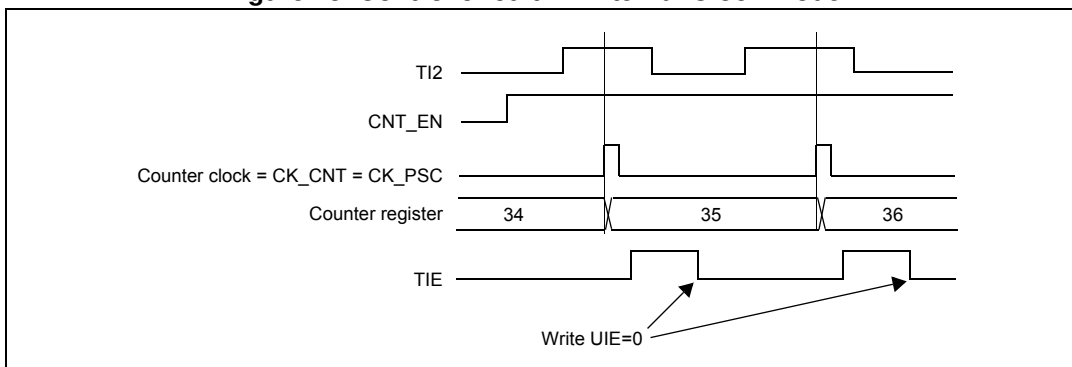 TI2
CNT_EN
Counter clock = CK_CNT = CK_PSC
Counter register 34 35 36
TIE
Write UIE=0